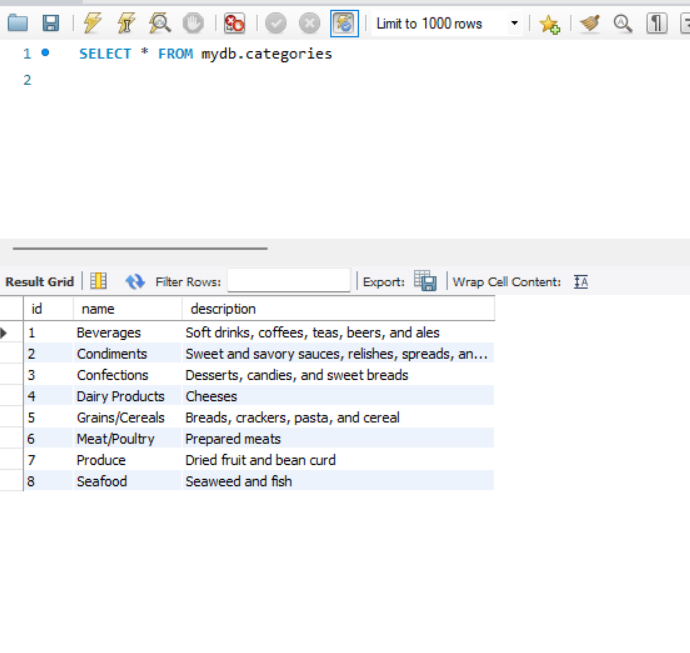 Limit to 1000 rows
1 SELECT * FROM mydb.categories
2
Result Grid Filter Rows: Export: Wrap Cell Content:
id name description
1 Beverages Soft drinks, coffees, teas, beers, and ales
2 Condiments Sweet and savory sauces, relishes, spreads, an...
3 Confections Desserts, candies, and sweet breads
4 Dairy Products Cheeses
5 Grains/Cereals Breads, crackers, pasta, and cereal
6 Meat/Poultry Prepared meats
7 Produce Dried fruit and bean curd
8 Seafood Seaweed and fish